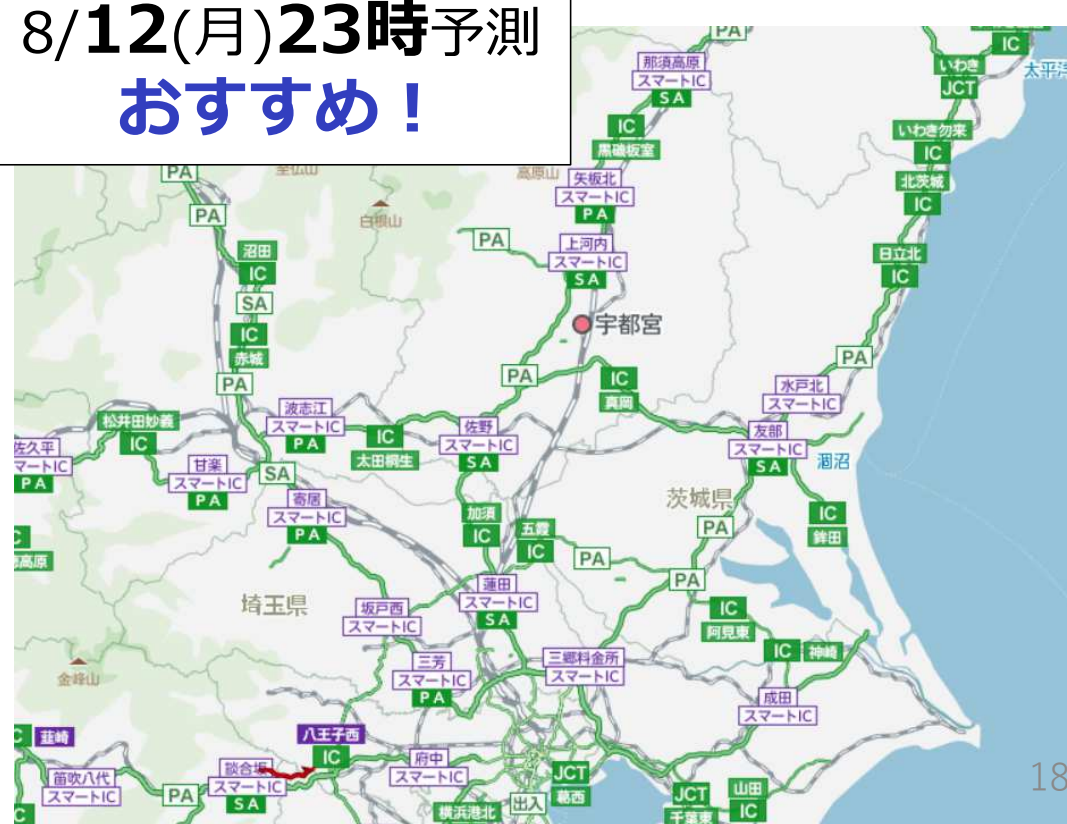 8/12(月)23時予測
おすすめ！
PA
IC
那須高原
スマートIC
SA
いわき
JCT
IC
黒磯板室
いわき勿来
IC
PA
高原山
矢板北
スマートIC
PA
北茨城
IC
白根山
PA
PA
上河内
スマートIC
SA
沼田
IC
日立北
IC
SA
宇都宮
IC
赤城
PA
PA
PA
IC
真岡
水戸北
スマートIC
松井田妙義
IC
波志江
スマートIC
PA
IC
太田桐生
佐野
スマートIC
SA
友部
スマートIC
SA
涸沼
佐久平
マートIC
PA
甘楽
スマートIC
PA
SA
寄居
スマートIC
PA
茨城県
加須
IC
五霞
IC
PA
IC
鉾田
高原
PA
PA
埼玉県
坂戸西
スマートIC
蓮田
スマートIC
SA
IC
阿見東
IC
神崎
金峰山
三芳
スマートIC
PA
三郷料金所
スマートIC
成田
スマートIC
韮崎
八王子西
IC
笛吹八代
スマートIC
PA
談合坂
スマートIC
SA
府中
スマートIC
横浜港北
出入
JCT
葛西
JCT
千葉東
山田
IC
18